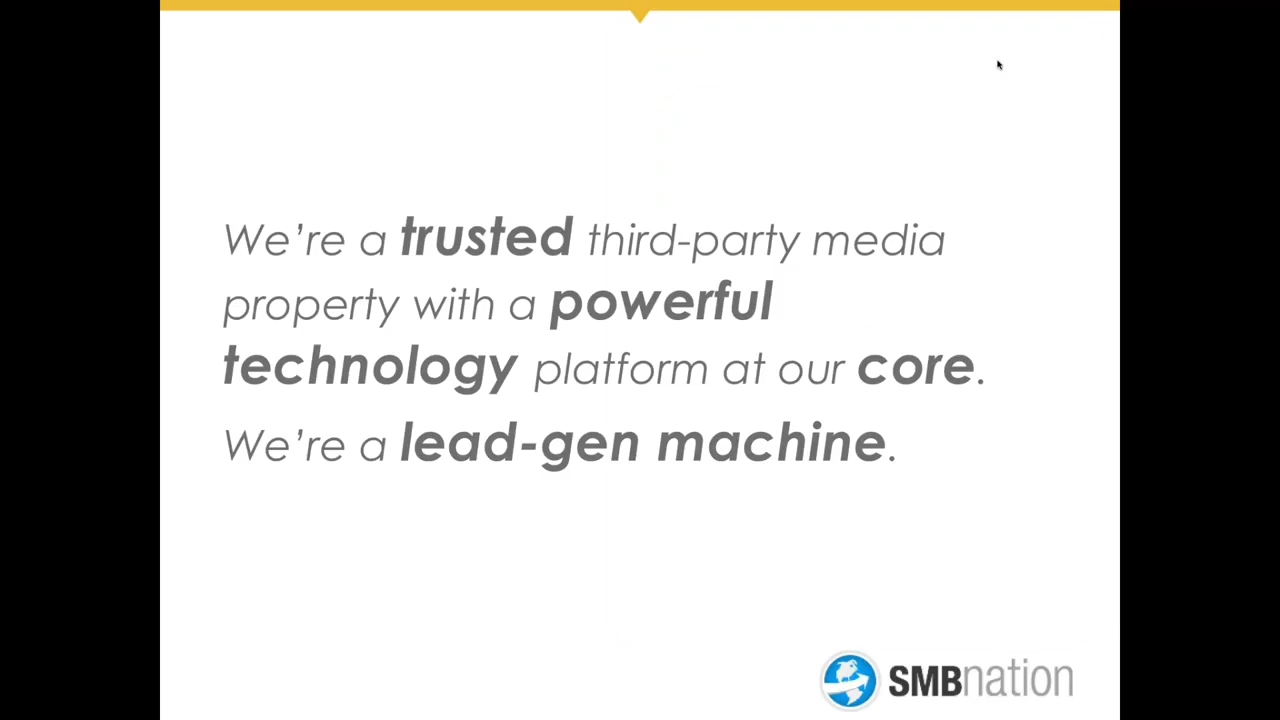 We’re a trusted third-party media
property with a powerful
technology platform at our core.
We’re a lead-gen machine.
SMBnation